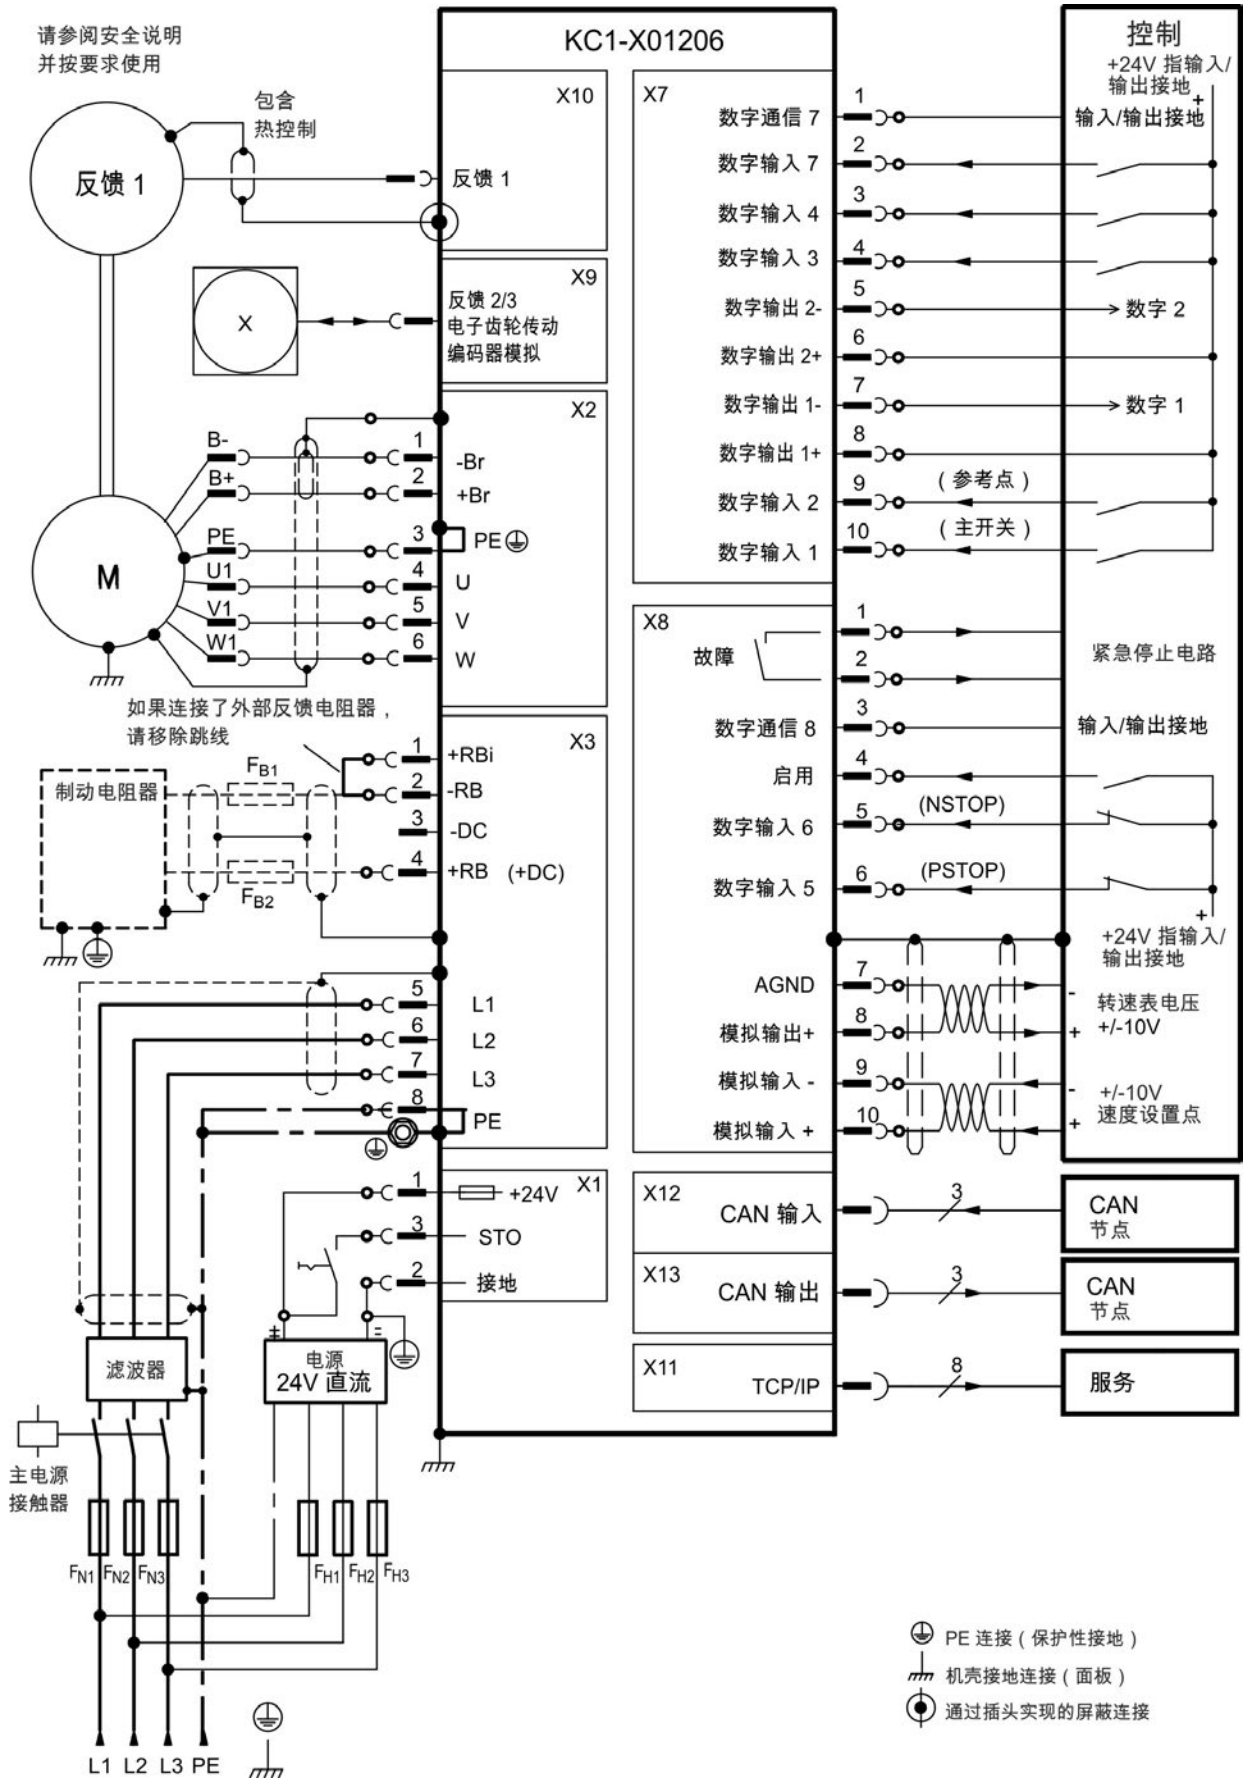 请参阅安全说明
并按要求使用
KC1-X01206
控制
+24V 指输入/
输出接地
+
输入/输出接地
包含
热控制
反馈 1
X10
反馈 1
X9
反馈 2/3
电子齿轮传动
编码器模拟
X
X2
B-
1
-Br
B+
2
+Br
PE
3
PE
U1
4
U
V1
5
V
W1
6
W
M
如果连接了外部反馈电阻器，
请移除跳线
X3
制动电阻器
FB1
FB2
1
+RBi
2
-RB
3
-DC
4
+RB (+DC)
5
L1
6
L2
7
L3
8
PE
X1
1
+24V
3
STO
2
接地
+
-
电源
24V 直流
滤波器
主电源
接触器
FN1
FN2
FN3
FH1
FH2
FH3
L1
L2
L3
PE
X7
数字通信 7
1
数字输入 7
2
数字输入 4
3
数字输入 3
4
数字输出 2-
5
数字 2
数字输出 2+
6
数字输出 1-
7
数字 1
数字输出 1+
8
数字输入 2
9
（参考点）
数字输入 1
10
（主开关）
X8
故障
1
2
紧急停止电路
数字通信 8
3
输入/输出接地
启用
4
数字输入 6
5
(NSTOP)
数字输入 5
6
(PSTOP)
+
+24V 指输入/
输出接地
AGND
7
-
模拟输出+
8
+
转速表电压
+/-10V
模拟输入 -
9
-
模拟输入 +
10
+
+/-10V
速度设置点
X12
CAN 输入
3
CAN
节点
X13
CAN 输出
3
CAN
节点
X11
TCP/IP
8
服务
PE 连接（保护性接地）
机壳接地连接（面板）
通过插头实现的屏蔽连接